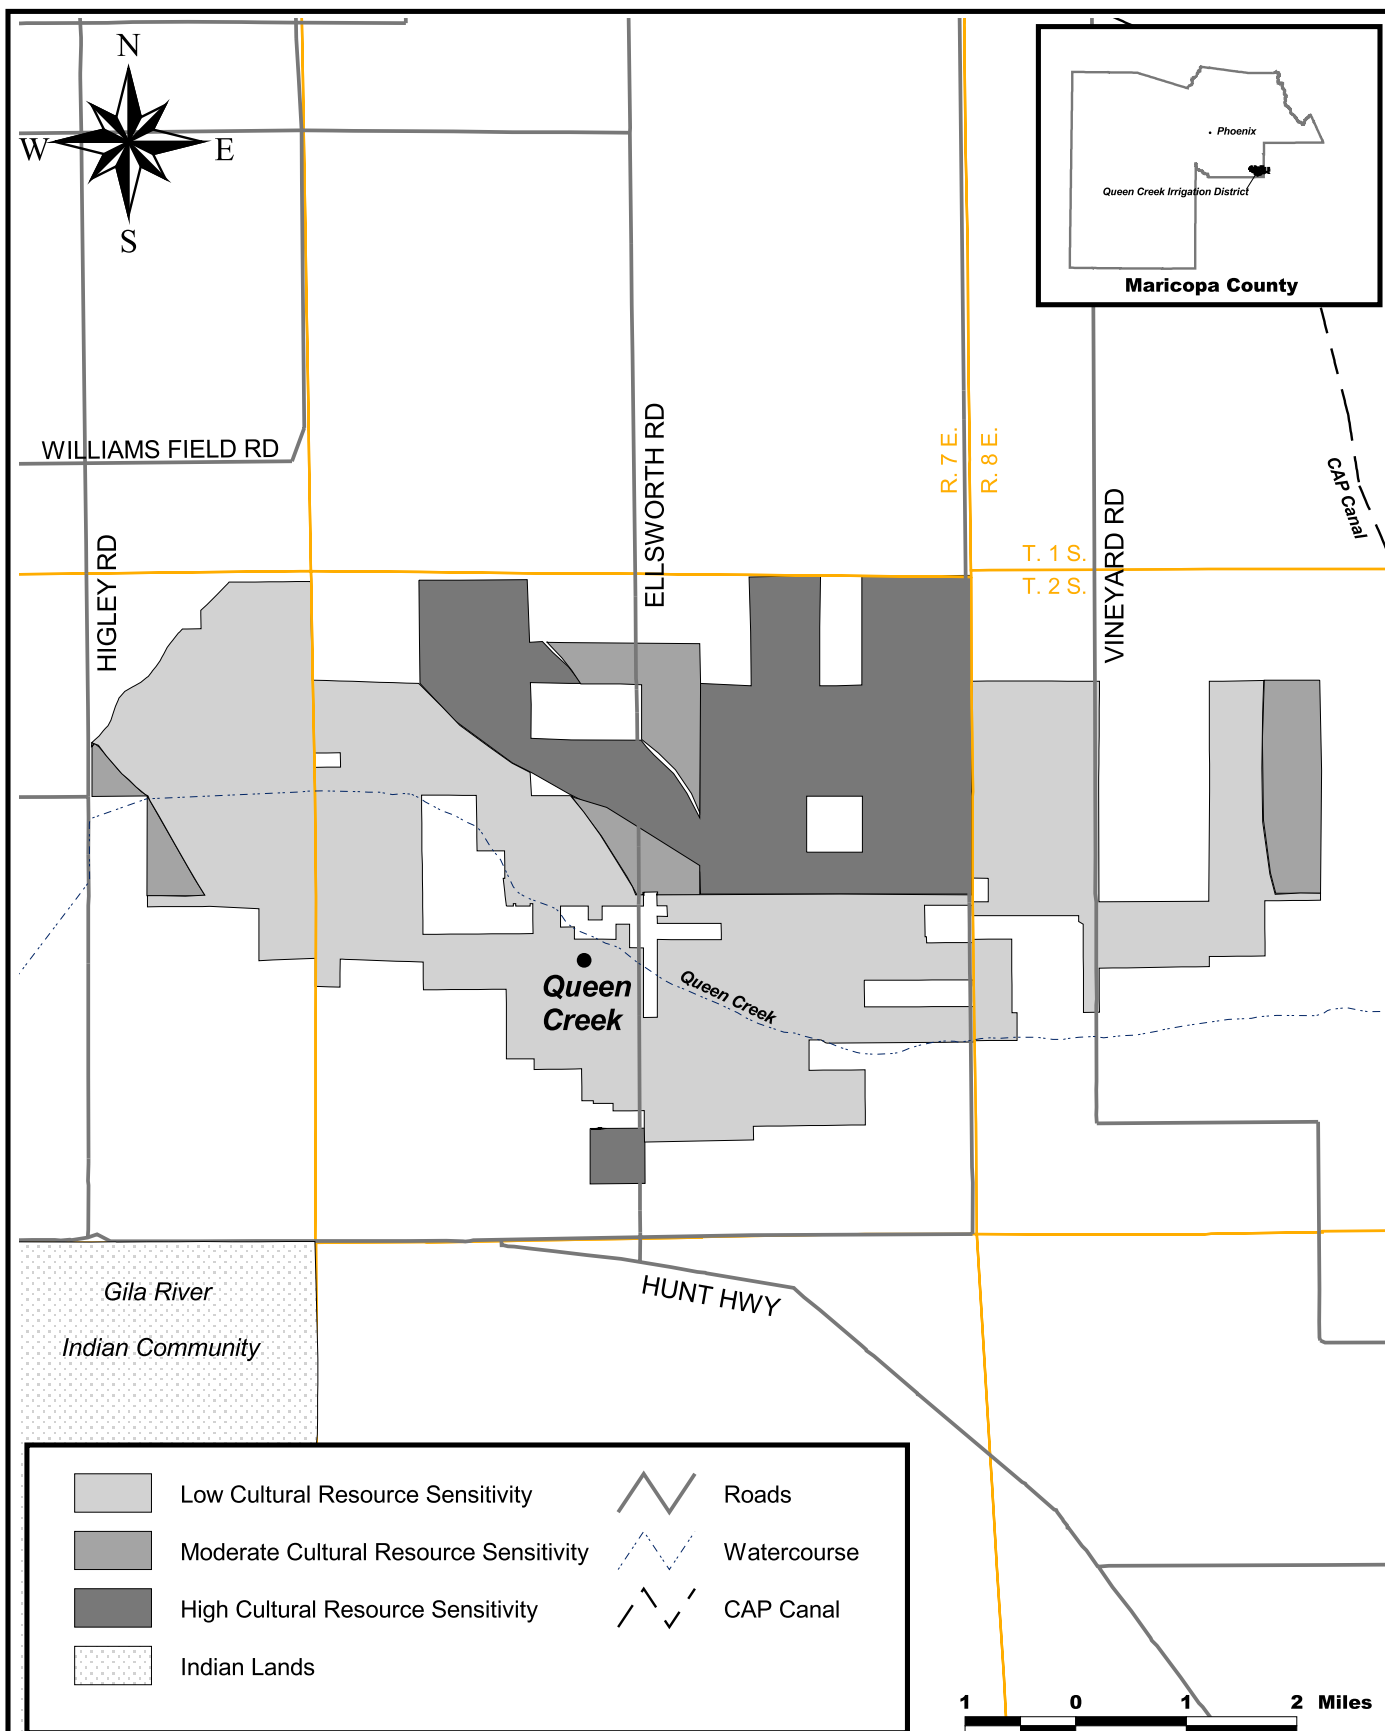 N
W
E
S
Phoenix
Queen Creek Irrigation District
Maricopa County
WILLIAMS FIELD RD
HIGLEY RD
ELLSWORTH RD
R. 7 E.
R. 8 E.
VINEYARD RD
CAP Canal
T. 1 S.
T. 2 S.
Queen
Creek
Queen Creek
HUNT HWY
Gila River
Indian Community
Low Cultural Resource Sensitivity
Moderate Cultural Resource Sensitivity
High Cultural Resource Sensitivity
Indian Lands
Roads
Watercourse
CAP Canal
1 0 1 2 Miles